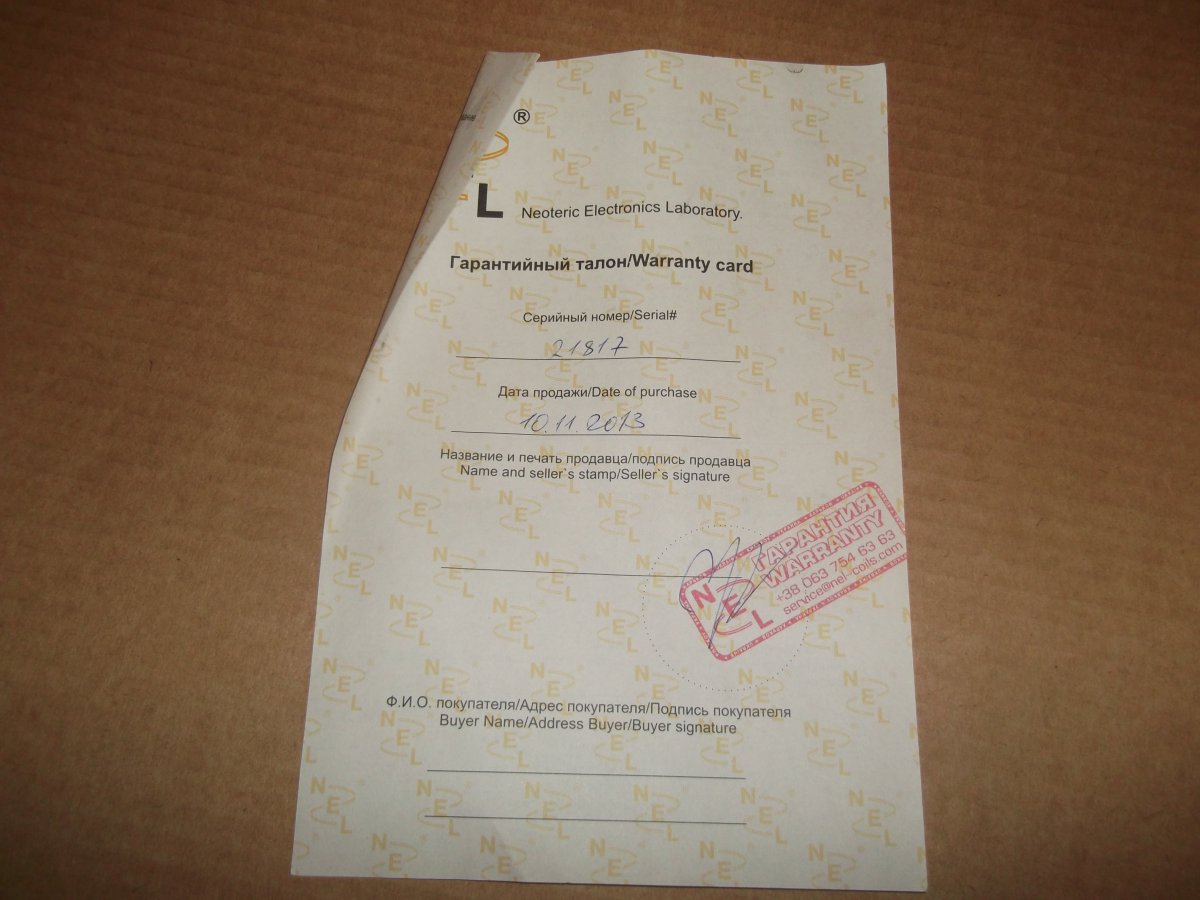 ®
L Neoteric Electronics Laboratory.
Гарантийный талон/Warranty card
Серийный номер/Serial#
21817
Дата продажи/Date of purchase
10.11.2013
Название и печать продавца/подпись продавца
Name and seller`s stamp/Seller`s signature
ГАРАНТИЯ
WARRANTY
+38 063 754 63 63
service@nel-coils.com
NEL
Ф.И.О. покупателя/Адрес покупателя/Подпись покупателя
Buyer Name/Address Buyer/Buyer signature